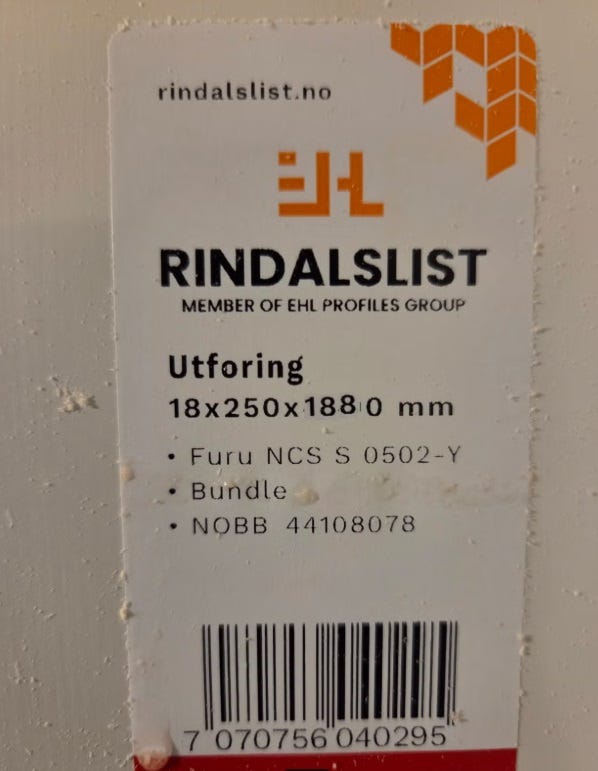 rindalslist.no
EHL
RINDALSLIST
MEMBER OF EHL PROFILES GROUP
Utforing
18x250x1880 mm
• Furu NCS S 0502-Y
• Bundle
• NOBB 44108078
7 070756 040295